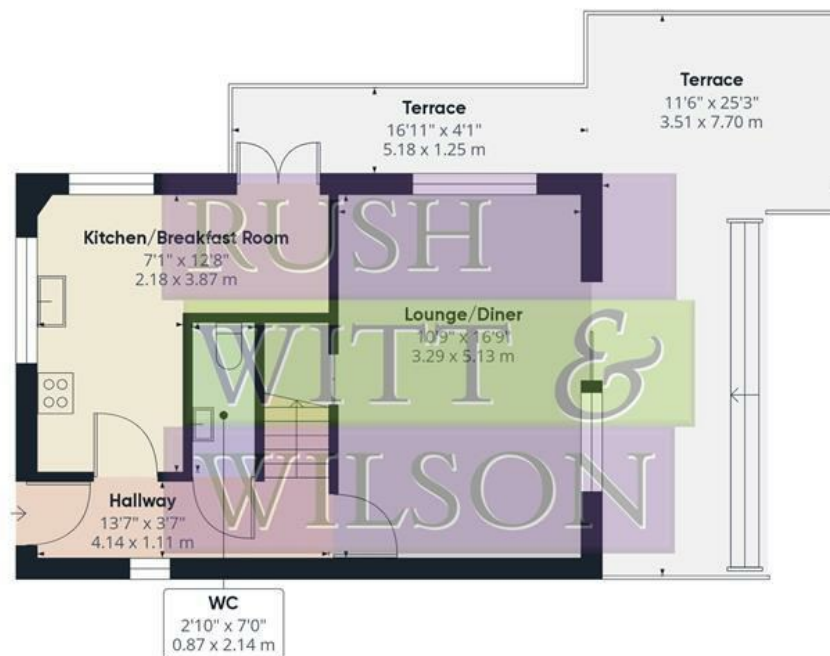 Terrace
11'6" x 25'3"
3.51 x 7.70 m
Terrace
16'11" x 4'1"
5.18 x 1.25 m
Kitchen/Breakfast Room
7'1" x 12'8"
2.18 x 3.87 m
RUSH
Lounge/Diner
10'9" x 16'9"
3.29 x 5.13 m
WITT &
WILSON
Hallway
13'7" x 3'7"
4.14 x 1.11 m
WC
2'10" x 7'0"
0.87 x 2.14 m